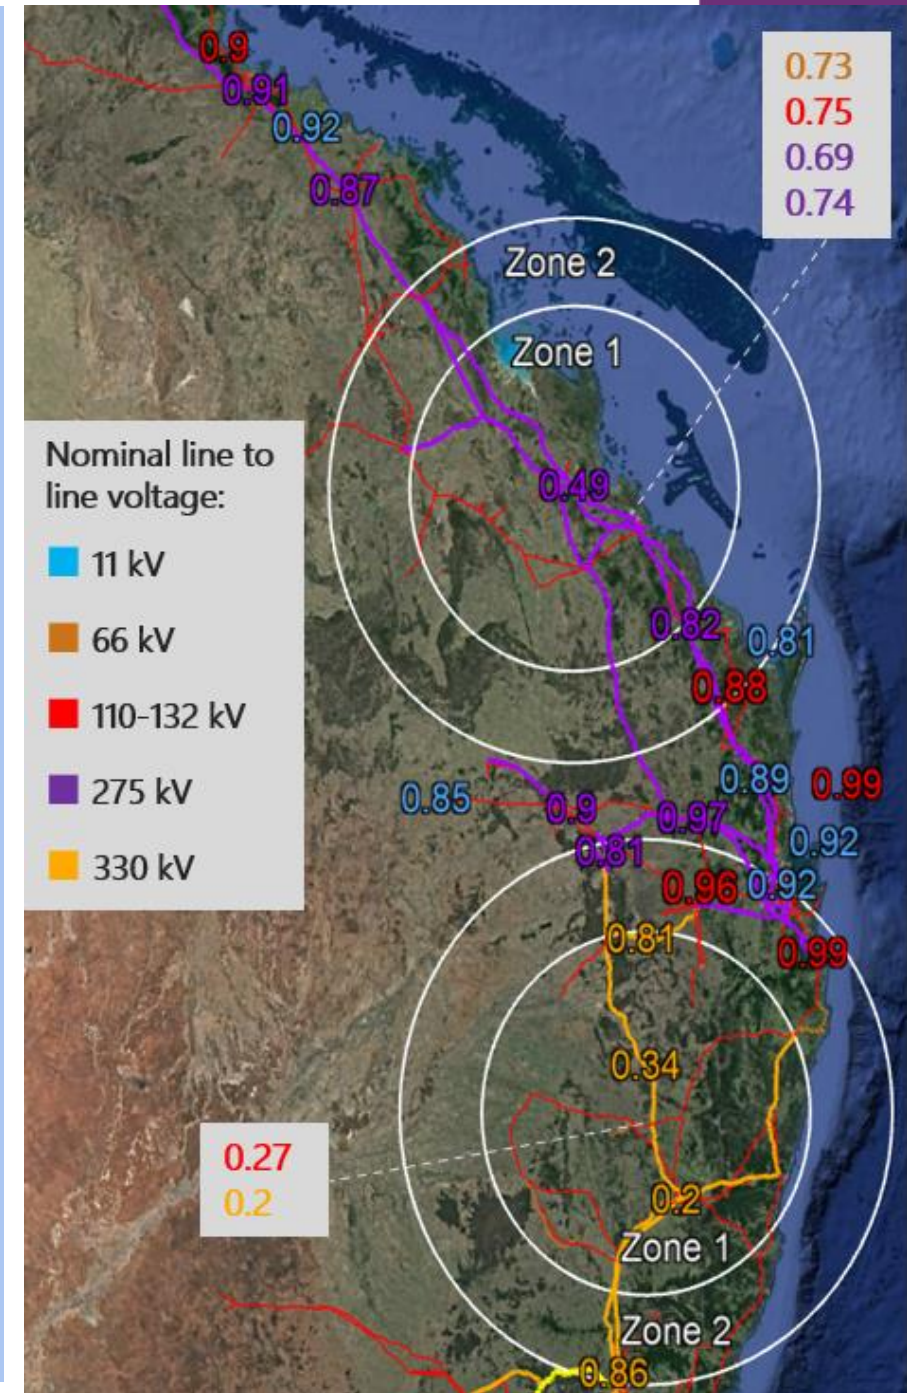 0.9
0.91
0.92
0.87
0.73
0.75
0.69
0.74
Zone 2
Zone 1
Nominal line to
line voltage:
11 kV
66 kV
110-132 kV
275 kV
330 kV
0.49
0.82
0.81
0.88
0.89
0.99
0.85
0.9
0.97
0.92
0.81
0.96
0.92
0.81
0.99
0.34
0.27
0.2
0.2
Zone 1
Zone 2
0.86